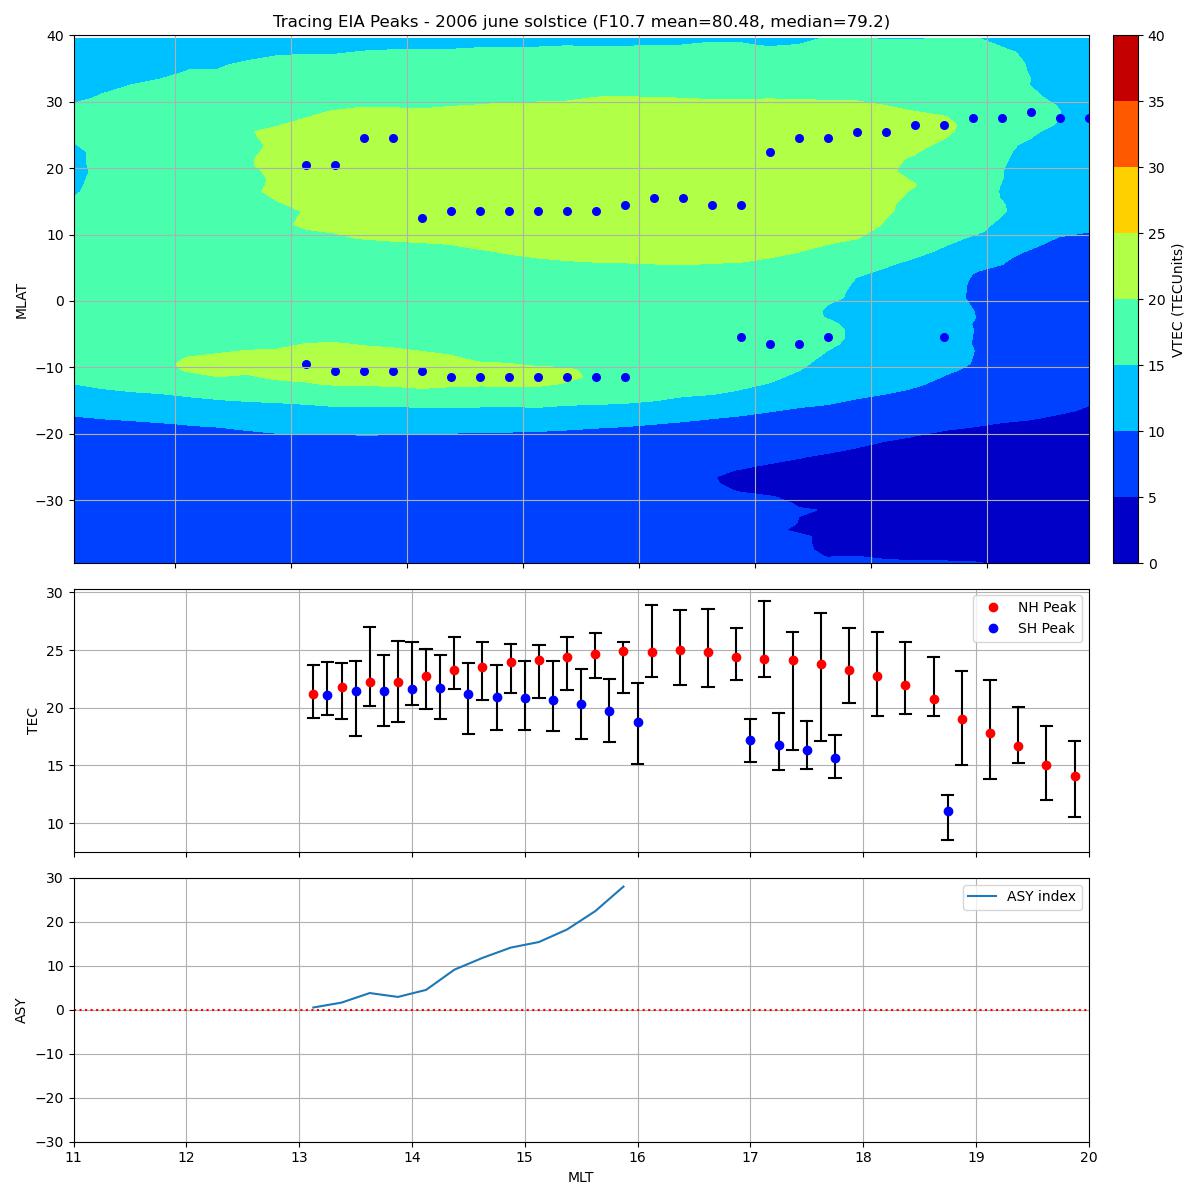 Tracing EIA Peaks - 2006 june solstice (F10.7 mean=80.48, median=79.2)
40
30
20
10
0
−10
−20
−30
MLAT
40
35
30
25
20
15
10
5
0
VTEC (TECUnits)
30
25
20
15
10
TEC
NH Peak
SH Peak
30
20
10
0
−10
−20
−30
ASY
ASY index
11 12 13 14 15 16 17 18 19 20
MLT